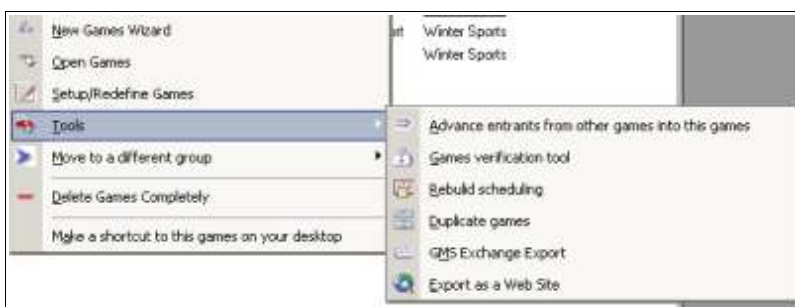 New Games Wizard
Open Games
Setup/Redefine Games
Tools
Move to a different group
Delete Games Completely
Make a shortcut to this games on your desktop
Winter Sports
Winter Sports
Advance entrants from other games into this games
Games verification tool
Rebuild scheduling
Duplicate games
GMS Exchange Export
Export as a Web Site